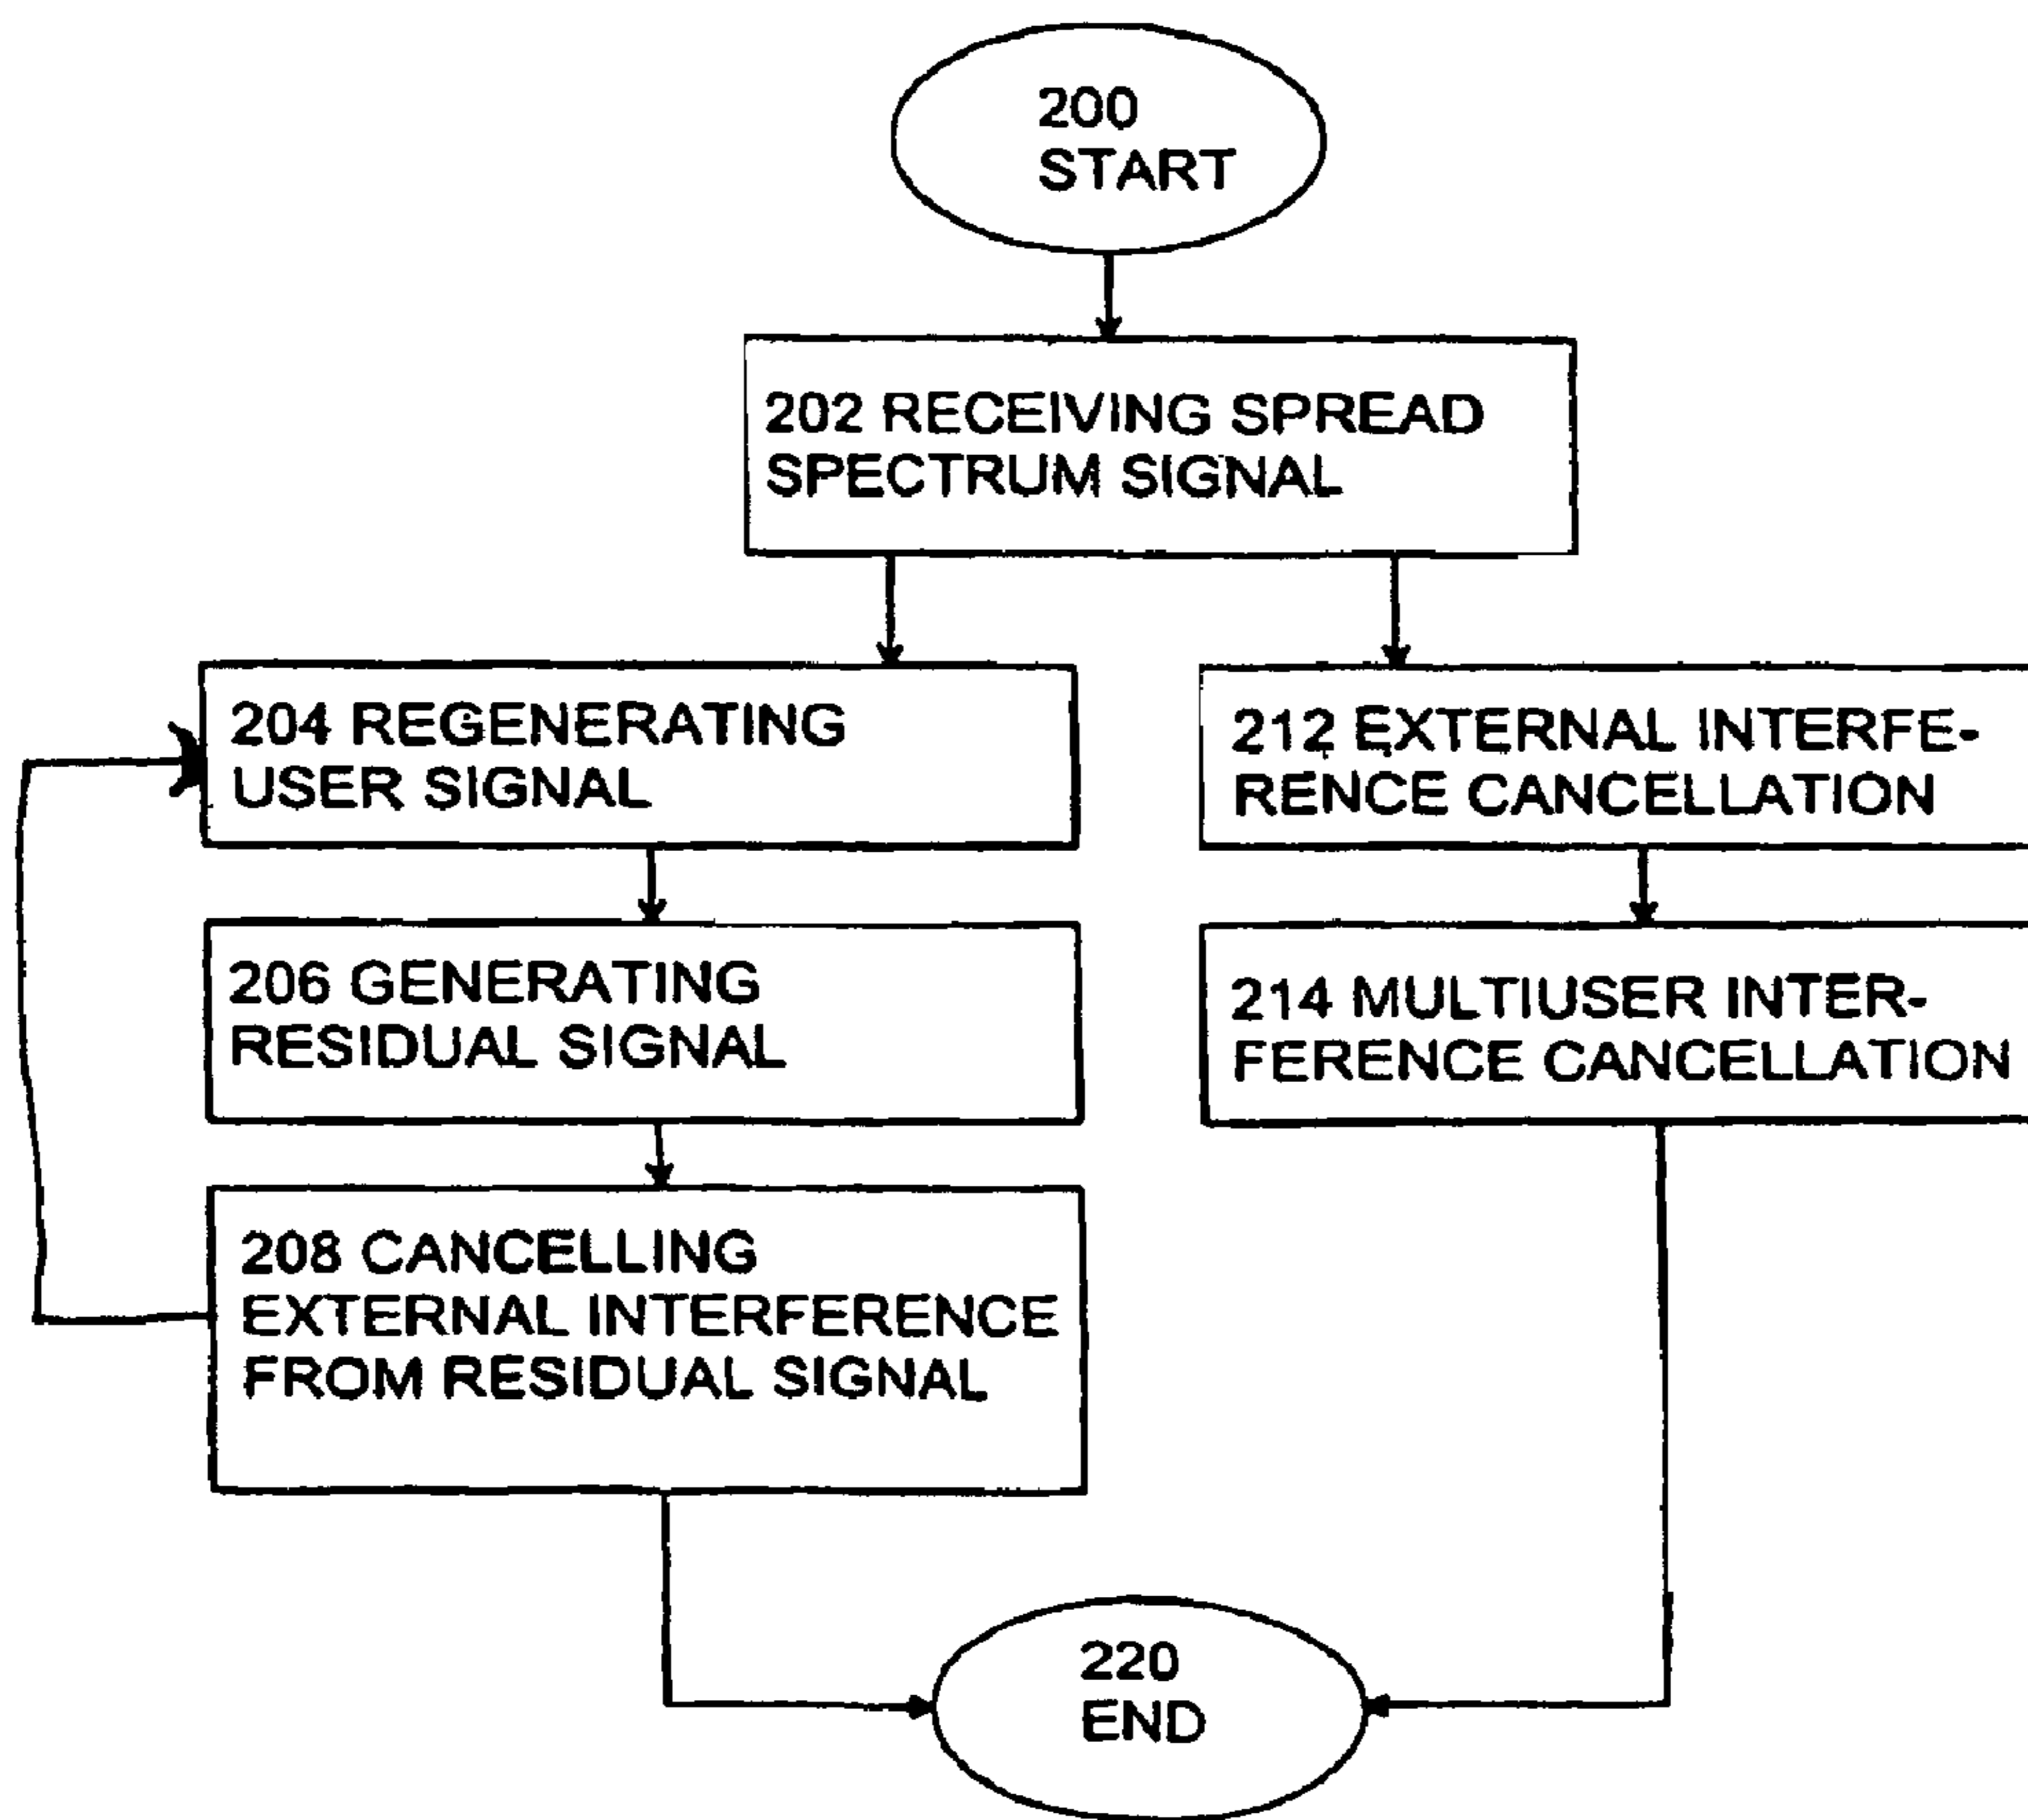 200
START
202 RECEIVING SPREAD
SPECTRUM SIGNAL
204 REGENERATING
USER SIGNAL
212 EXTERNAL INTERFE-
RENCE CANCELLATION
206 GENERATING
RESIDUAL SIGNAL
214 MULTIUSER INTER-
FERENCE CANCELLATION
208 CANCELLING
EXTERNAL INTERFERENCE
FROM RESIDUAL SIGNAL
220
END